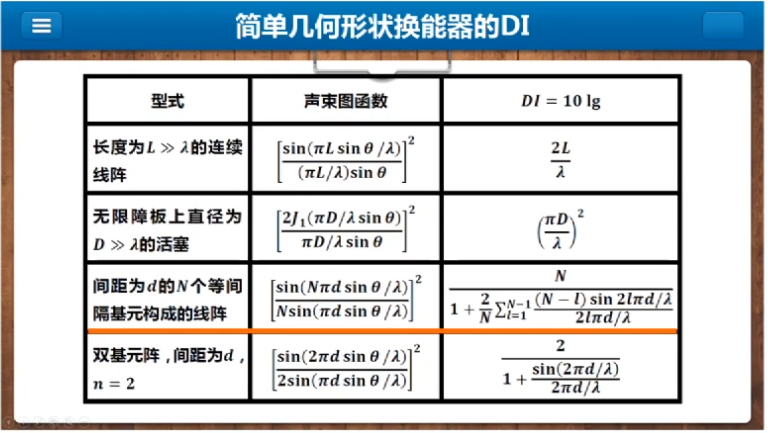 简单几何形状换能器的DI
型式 声束图函数 DI = 10 lg
长度为L ≫ λ的连续线阵 [sin(πL sin θ /λ) / (πL/λ)sin θ]² 2L/λ
无限障板上直径为D ≫ λ的活塞 [2J₁(πD/λ sin θ) / πD/λ sin θ]² (πD/λ)²
间距为d的N个等间隔基元构成的线阵 [sin(Nπd sin θ /λ) / Nsin(πd sin θ /λ)]² N / (1 + 2/N ∑_{l=1}^{N−1} (N − l) sin 2lπd/λ / 2lπd/λ)
双基元阵，间距为d，n = 2 [sin(2πd sin θ /λ) / 2sin(πd sin θ /λ)]² 2 / (1 + sin(2πd/λ) / 2πd/λ)